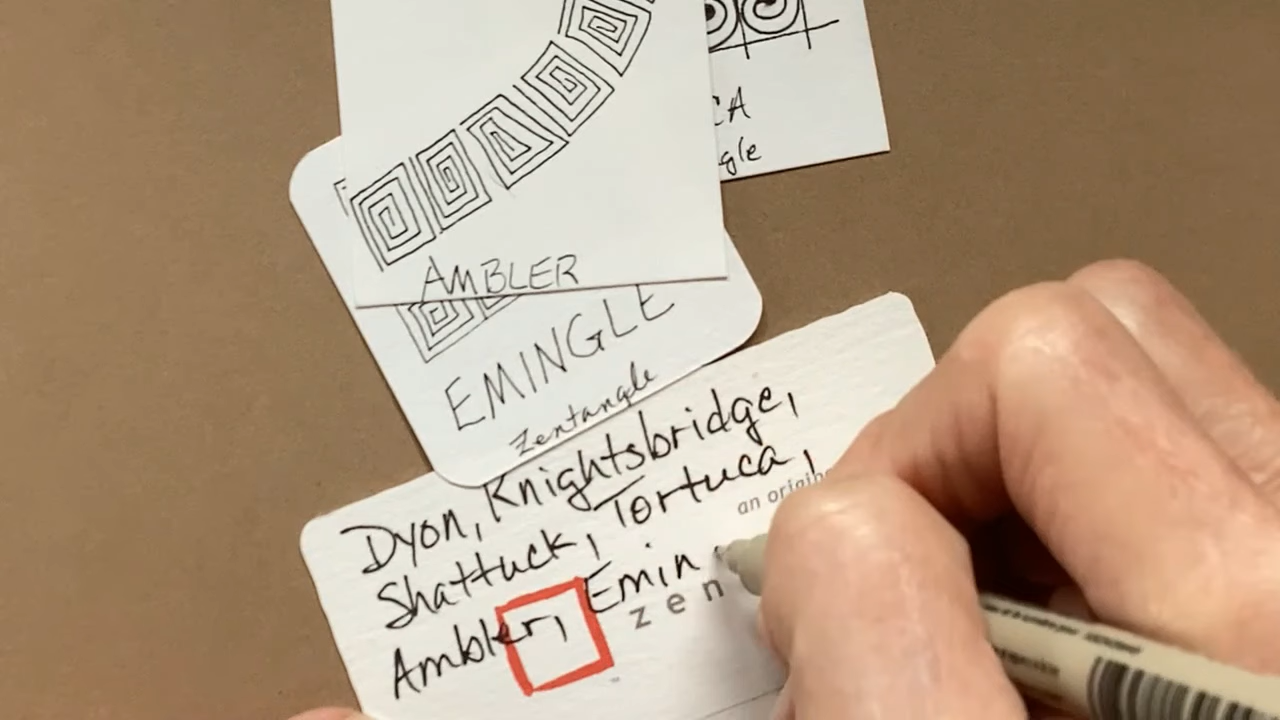 CA
gle
AMBLER
EMINGLE
Zentangle
Dyon, Knightsbridge,
Shattuck, Tortuca,
an origin
Ambler, Emin
zen